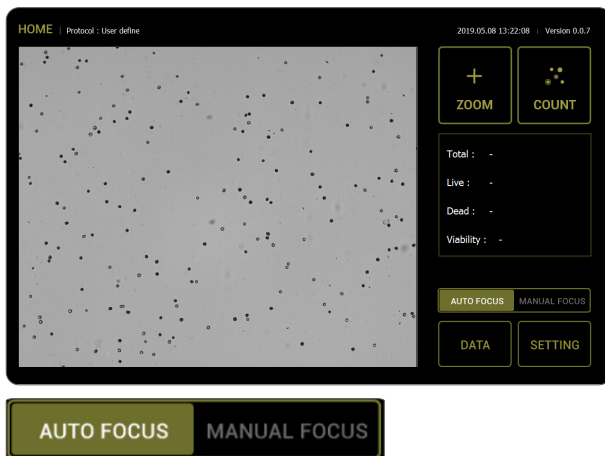 HOME | Protocol : User define
2019.05.08 13:22:08 | Version 0.0.7
ZOOM
COUNT
Total : -
Live : -
Dead : -
Viability : -
AUTO FOCUS MANUAL FOCUS
DATA
SETTING
AUTO FOCUS MANUAL FOCUS